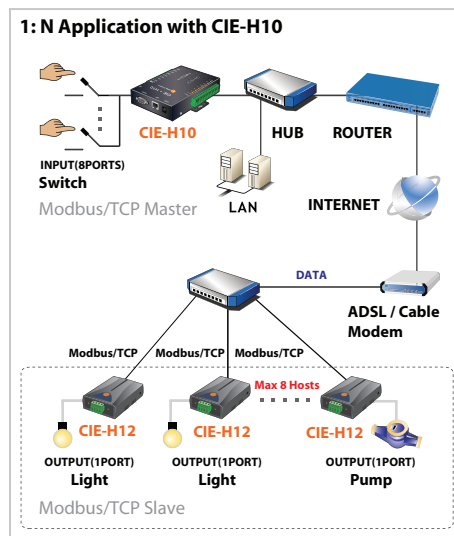 1: N Application with CIE-H10
CIE-H10
HUB
ROUTER
INPUT(8PORTS)
Switch
LAN
Modbus/TCP Master
INTERNET
DATA
ADSL / Cable
Modem
Modbus/TCP
Modbus/TCP
Modbus/TCP
Max 8 Hosts
CIE-H12
CIE-H12
CIE-H12
OUTPUT(1PORT)
Light
OUTPUT(1PORT)
Light
OUTPUT(1PORT)
Pump
Modbus/TCP Slave